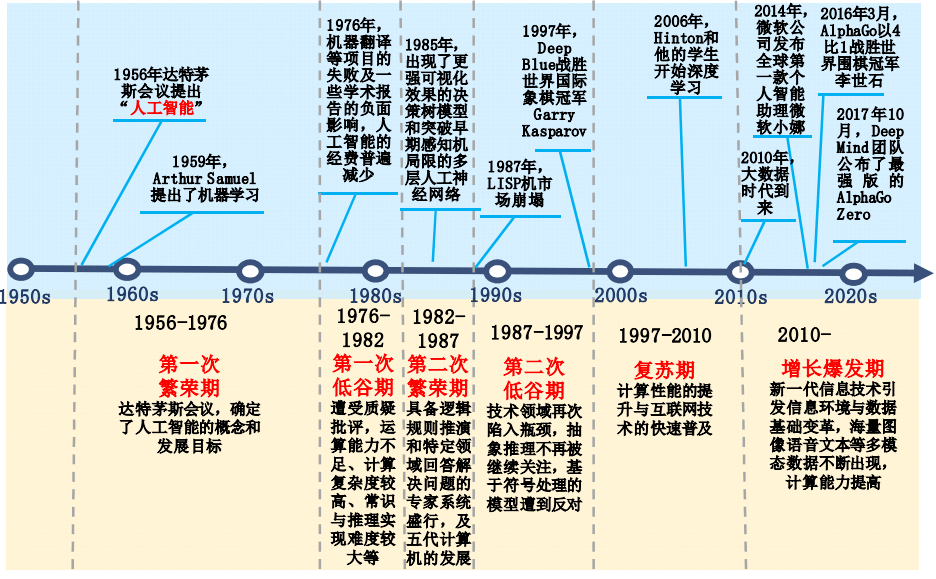 1956年达特茅
斯会议提出
“人工智能”
1959年，
Arthur Samuel
提出了机器学习
1976年，
机器翻译
等项目的
失败及一
些学术报
告的负面
影响，人
工智能的
经费普遍
减少
1985年，
出现了更
强可视化
效果的决
策树模型
和突破早
期感知机
局限的多
层人工神
经网络
1987年，
LISP机市
场崩塌
1997年，
Deep
Blue战胜
世界国际
象棋冠军
Garry
Kasparov
2006年，
Hinton和
他的学生
开始深度
学习
2010年，
大数据
时代到
来
2014年，
微软公
司发布
全球第
一款个
人智能
助理微
软小娜
2016年3月，
AlphaGo以4
比1战胜世
界围棋冠军
李世石
2017年10
月，Deep
Mind团队
公布了最
强版的
AlphaGo
Zero
1950s
1960s
1970s
1980s
1990s
2000s
2010s
2020s
1956-1976
第一次
繁荣期
达特茅斯会议，确定
了人工智能的概念和
发展目标
1976-
1982
第一次
低谷期
遭受质疑
批评，运
算能力不
足、计算
复杂度较
高、常识
与推理实
现难度较
大等
1982-
1987
第二次
繁荣期
具备逻辑
规则推演
和特定领
域回答解
决问题的
专家系统
盛行，及
五代计算
机的发展
1987-1997
第二次
低谷期
技术领域再次
陷入瓶颈，抽
象推理不再被
继续关注，基
于符号处理的
模型遭到反对
1997-2010
复苏期
计算性能的提
升与互联网技
术的快速普及
2010-
增长爆发期
新一代信息技术引
发信息环境与数据
基础变革，海量图
像语音文本等多模
态数据不断出现，
计算能力提高